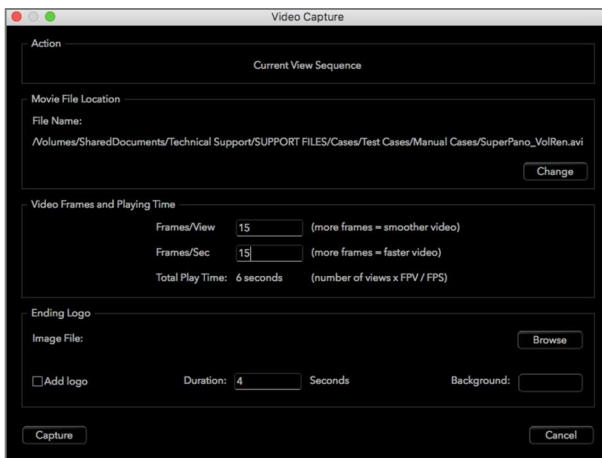 Video Capture
Action
Current View Sequence
Movie File Location
File Name:
/Volumes/SharedDocuments/Technical Support/SUPPORT FILES/Cases/Test Cases/Manual Cases/SuperPano_VolRen.avi
Change
Video Frames and Playing Time
Frames/View 15 (more frames = smoother video)
Frames/Sec 15 (more frames = faster video)
Total Play Time: 6 seconds (number of views x FPV / FPS)
Ending Logo
Image File: Browse
Add logo Duration: 4 Seconds Background:
Capture Cancel